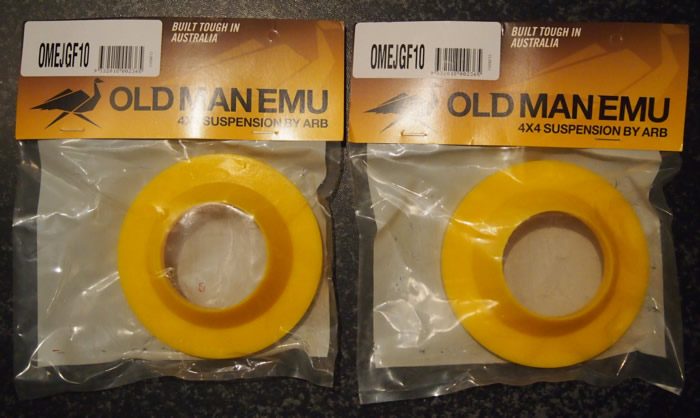 OMEJGF10
BUILT TOUGH IN
AUSTRALIA
OLD MAN EMU
4X4 SUSPENSION BY ARB
OMEJGF10
BUILT TOUGH IN
AUSTRALIA
OLD MAN EMU
4X4 SUSPENSION BY ARB